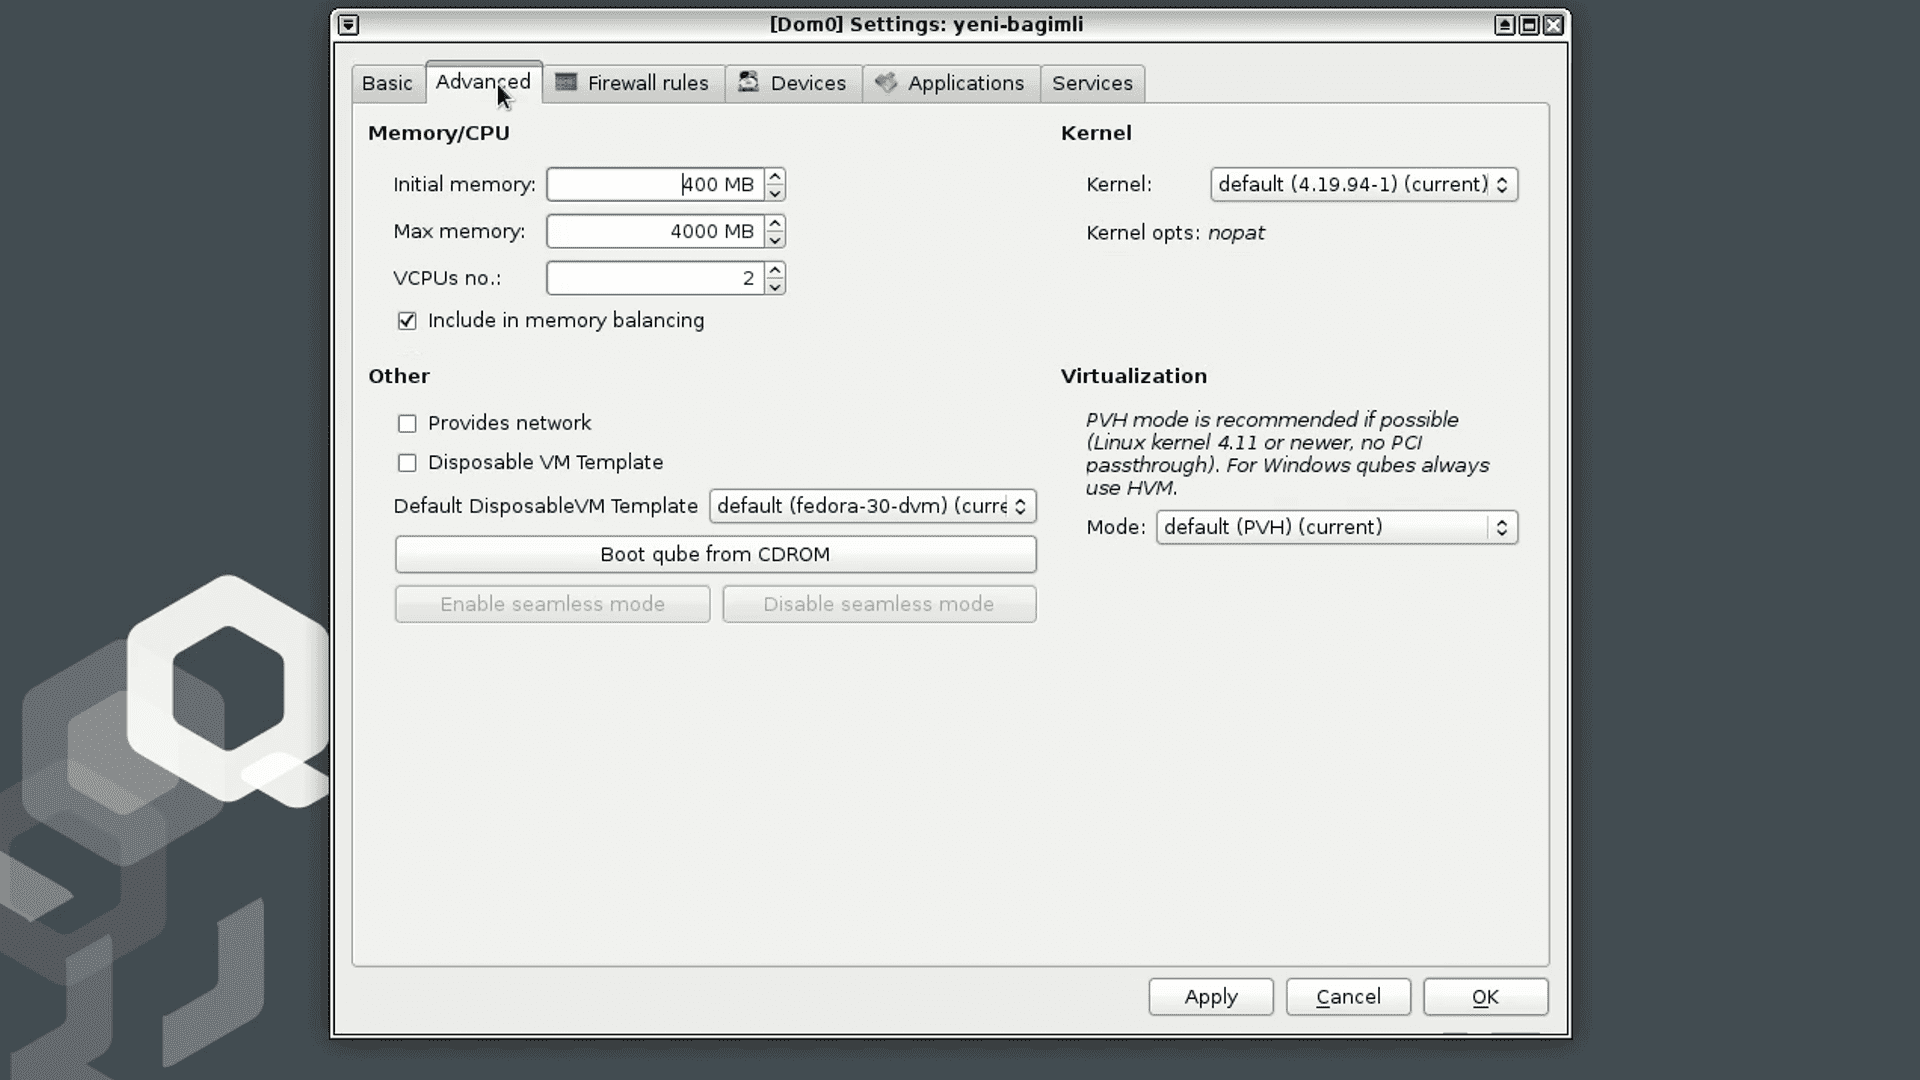 [Dom0] Settings: yeni-bagimli
Basic
Advanced
Firewall rules
Devices
Applications
Services
Memory/CPU
Initial memory: 400 MB
Max memory: 4000 MB
VCPUs no.: 2
Include in memory balancing
Kernel
Kernel: default (4.19.94-1) (current)
Kernel opts: nopat
Other
Provides network
Disposable VM Template
Default DisposableVM Template default (fedora-30-dvm) (curre
Boot qube from CDROM
Enable seamless mode
Disable seamless mode
Virtualization
PVH mode is recommended if possible
(Linux kernel 4.11 or newer, no PCI
passthrough). For Windows qubes always
use HVM.
Mode: default (PVH) (current)
Apply
Cancel
OK